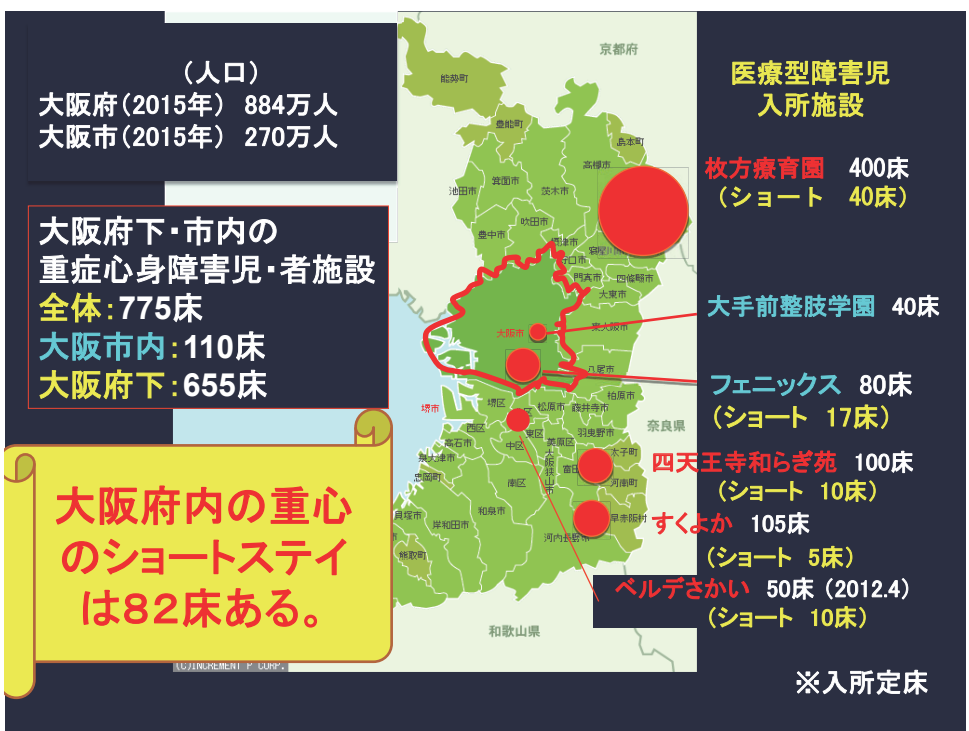 （人口）
大阪府（2015年） 884万人
大阪市（2015年） 270万人
大阪府下・市内の
重症心身障害児・者施設
全体：775床
大阪市内：110床
大阪府下：655床
大阪府内の重心
のショートステイ
は８２床ある。
医療型障害児
入所施設
枚方療育園 400床
（ショート 40床）
大手前整肢学園 40床
フェニックス 80床
（ショート 17床）
四天王寺和らぎ苑 100床
（ショート 10床）
すくよか 105床
（ショート 5床）
ベルデさかい 50床（2012.4）
（ショート 10床）
※入所定床
京都府
能勢町
豊能町
島本町
高槻市
箕面市
池田市
茨木市
吹田市
豊中市
摂津市
寝屋川市
守口市
門真市
四條畷市
大東市
大阪市
東大阪市
八尾市
柏原市
堺市
堺区
松原市
藤井寺市
奈良県
西区
東区
羽曳野市
高石市
中区
美原区
太子町
泉大津市
大阪狭山市
忠岡町
南区
河南町
和泉市
貝塚市
岸和田市
千早赤阪村
河内長野市
熊取町
和歌山県
(C)INCREMENT P CORP.